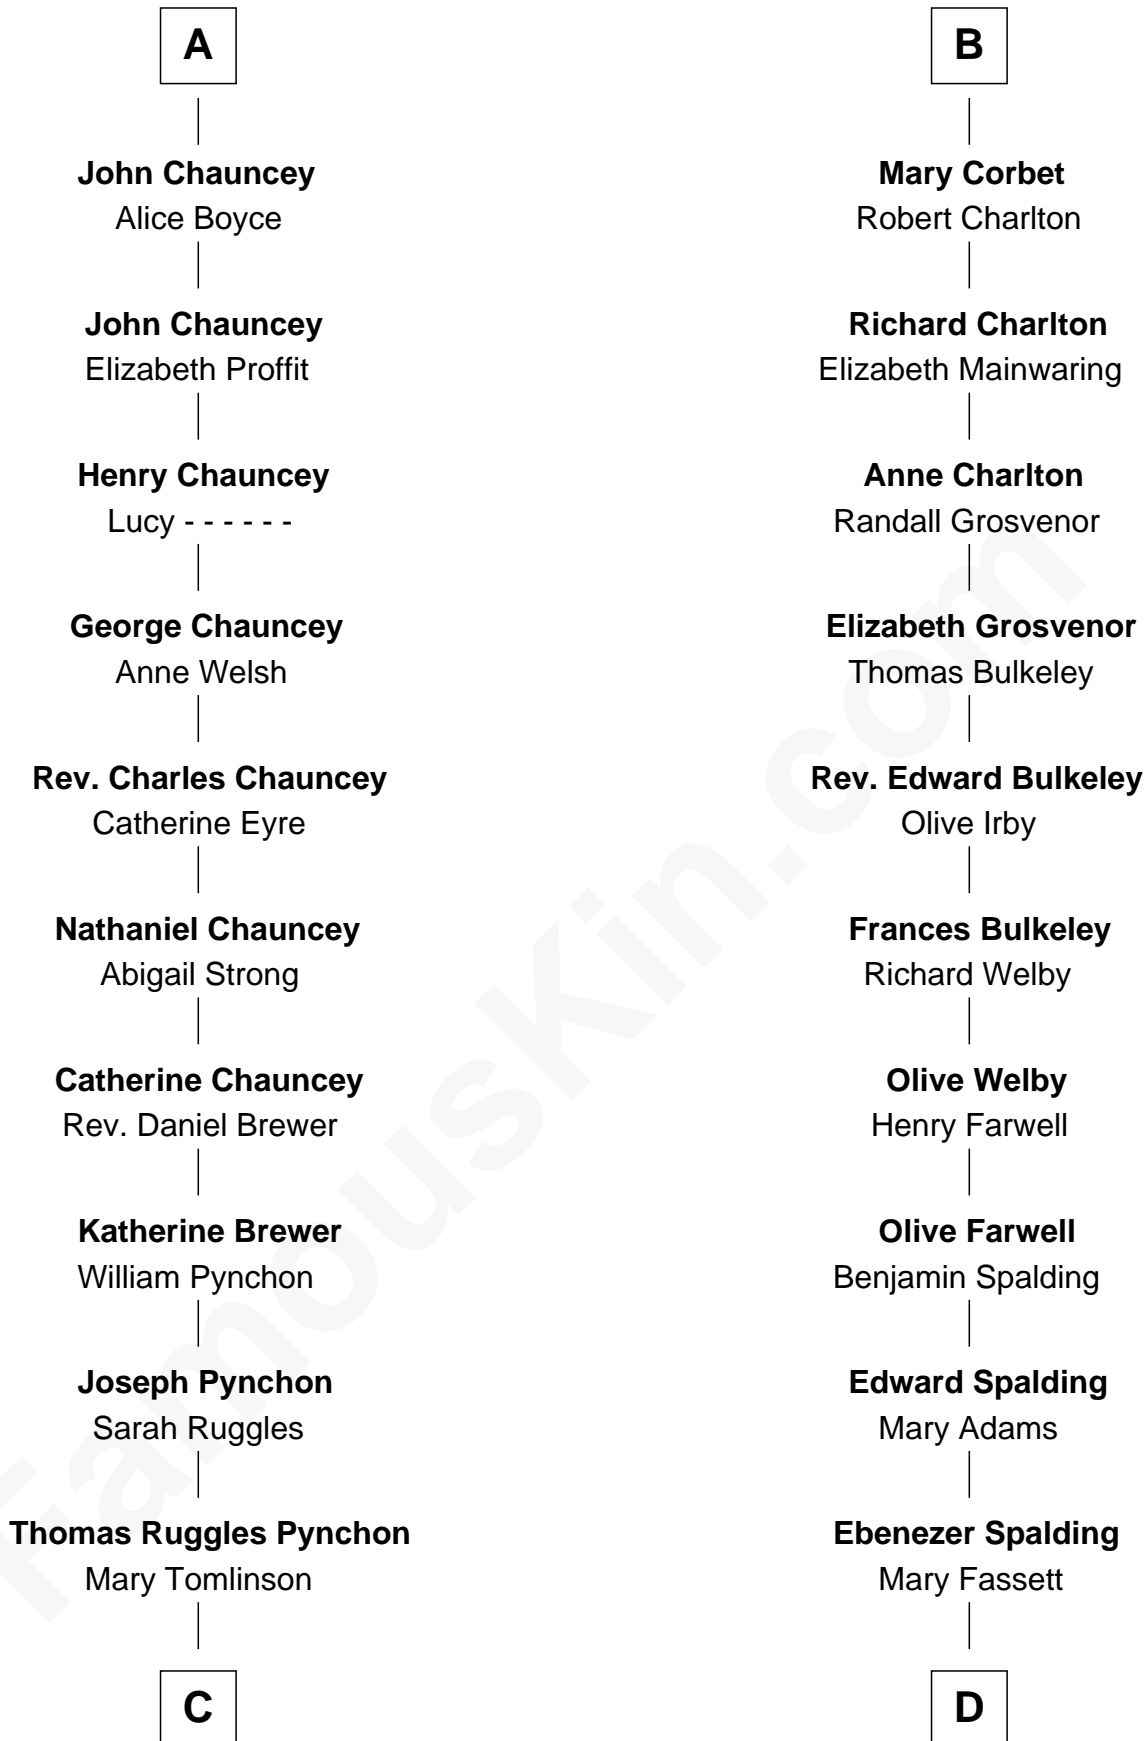 A
John Chauncey
Alice Boyce
John Chauncey
Elizabeth Proffit
Henry Chauncey
Lucy - - - - - -
George Chauncey
Anne Welsh
Rev. Charles Chauncey
Catherine Eyre
Nathaniel Chauncey
Abigail Strong
Catherine Chauncey
Rev. Daniel Brewer
Katherine Brewer
William Pynchon
Joseph Pynchon
Sarah Ruggles
Thomas Ruggles Pynchon
Mary Tomlinson
C
B
Mary Corbet
Robert Charlton
Richard Charlton
Elizabeth Mainwaring
Anne Charlton
Randall Grosvenor
Elizabeth Grosvenor
Thomas Bulkeley
Rev. Edward Bulkeley
Olive Irby
Frances Bulkeley
Richard Welby
Olive Welby
Henry Farwell
Olive Farwell
Benjamin Spalding
Edward Spalding
Mary Adams
Ebenezer Spalding
Mary Fassett
D
FamousKin.com